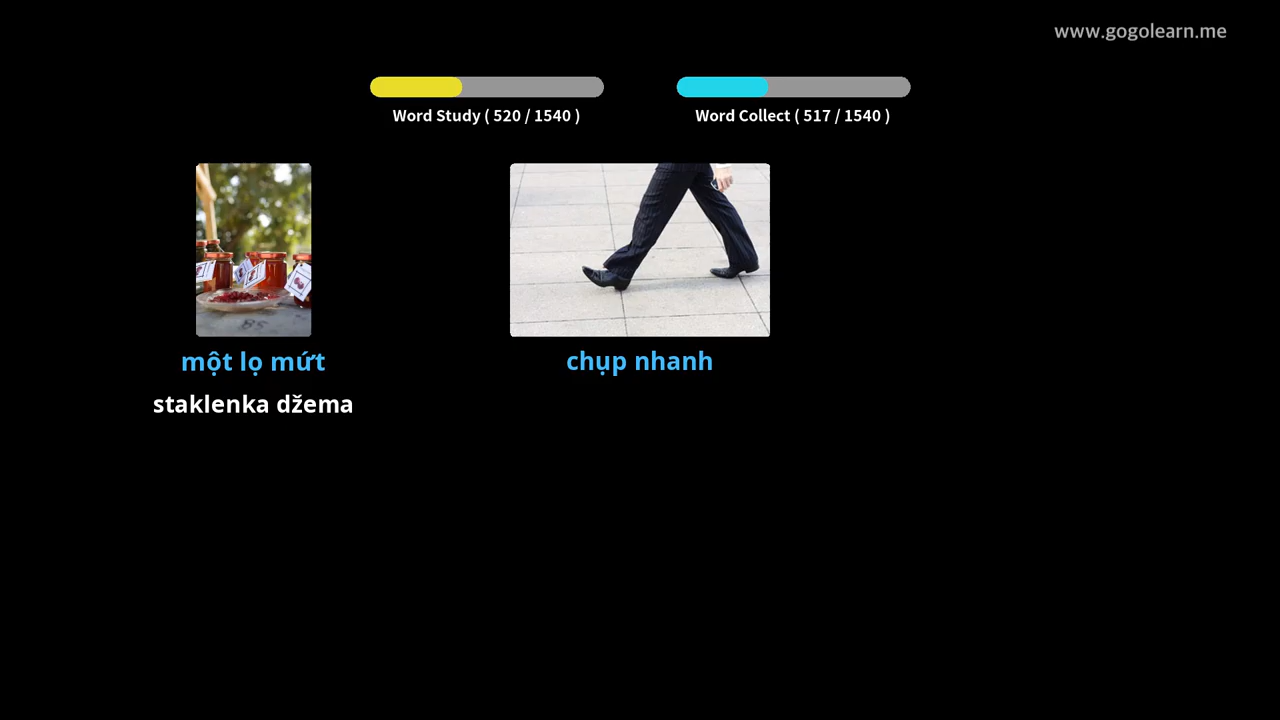 www.gogolearn.me
Word Study ( 520 / 1540 )
Word Collect ( 517 / 1540 )
một lọ mứt
chụp nhanh
staklenka džema